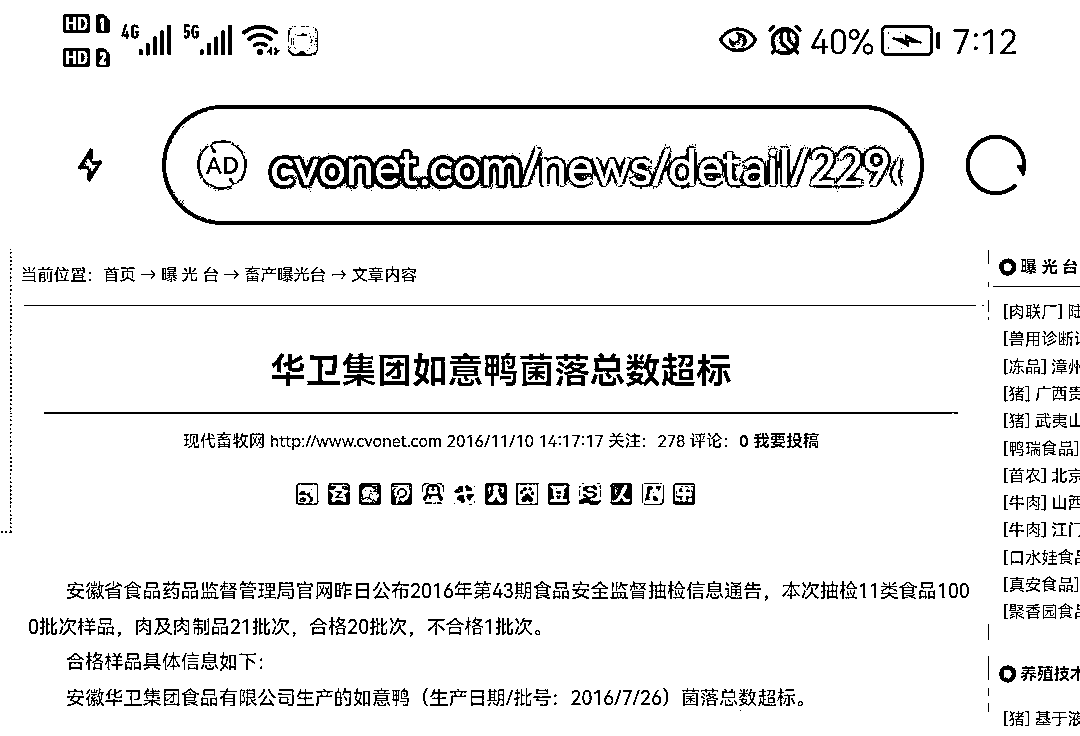 HD 1 4G 5G 40% 7:12
HD 2
AD cvonet.com/news/detail/229
当前位置：首页 → 曝 光 台 → 畜产曝光台 → 文章内容
华卫集团如意鸭菌落总数超标
现代畜牧网 http://www.cvonet.com 2016/11/10 14:17:17 关注：278 评论：0 我要投稿
安徽省食品药品监督管理局官网昨日公布2016年第43期食品安全监督抽检信息通告，本次抽检11类食品100
0批次样品，肉及肉制品21批次，合格20批次，不合格1批次。
合格样品具体信息如下：
安徽华卫集团食品有限公司生产的如意鸭（生产日期/批号：2016/7/26）菌落总数超标。
曝 光 台
[肉联厂] 陆
[兽用诊断试
[冻品] 漳州
[猪] 广西贵
[猪] 武夷山
[鸭瑞食品]
[首农] 北京
[牛肉] 山西
[牛肉] 江门
[口水娃食品
[真安食品]
[聚香园食品
养殖技术
[猪] 基于液